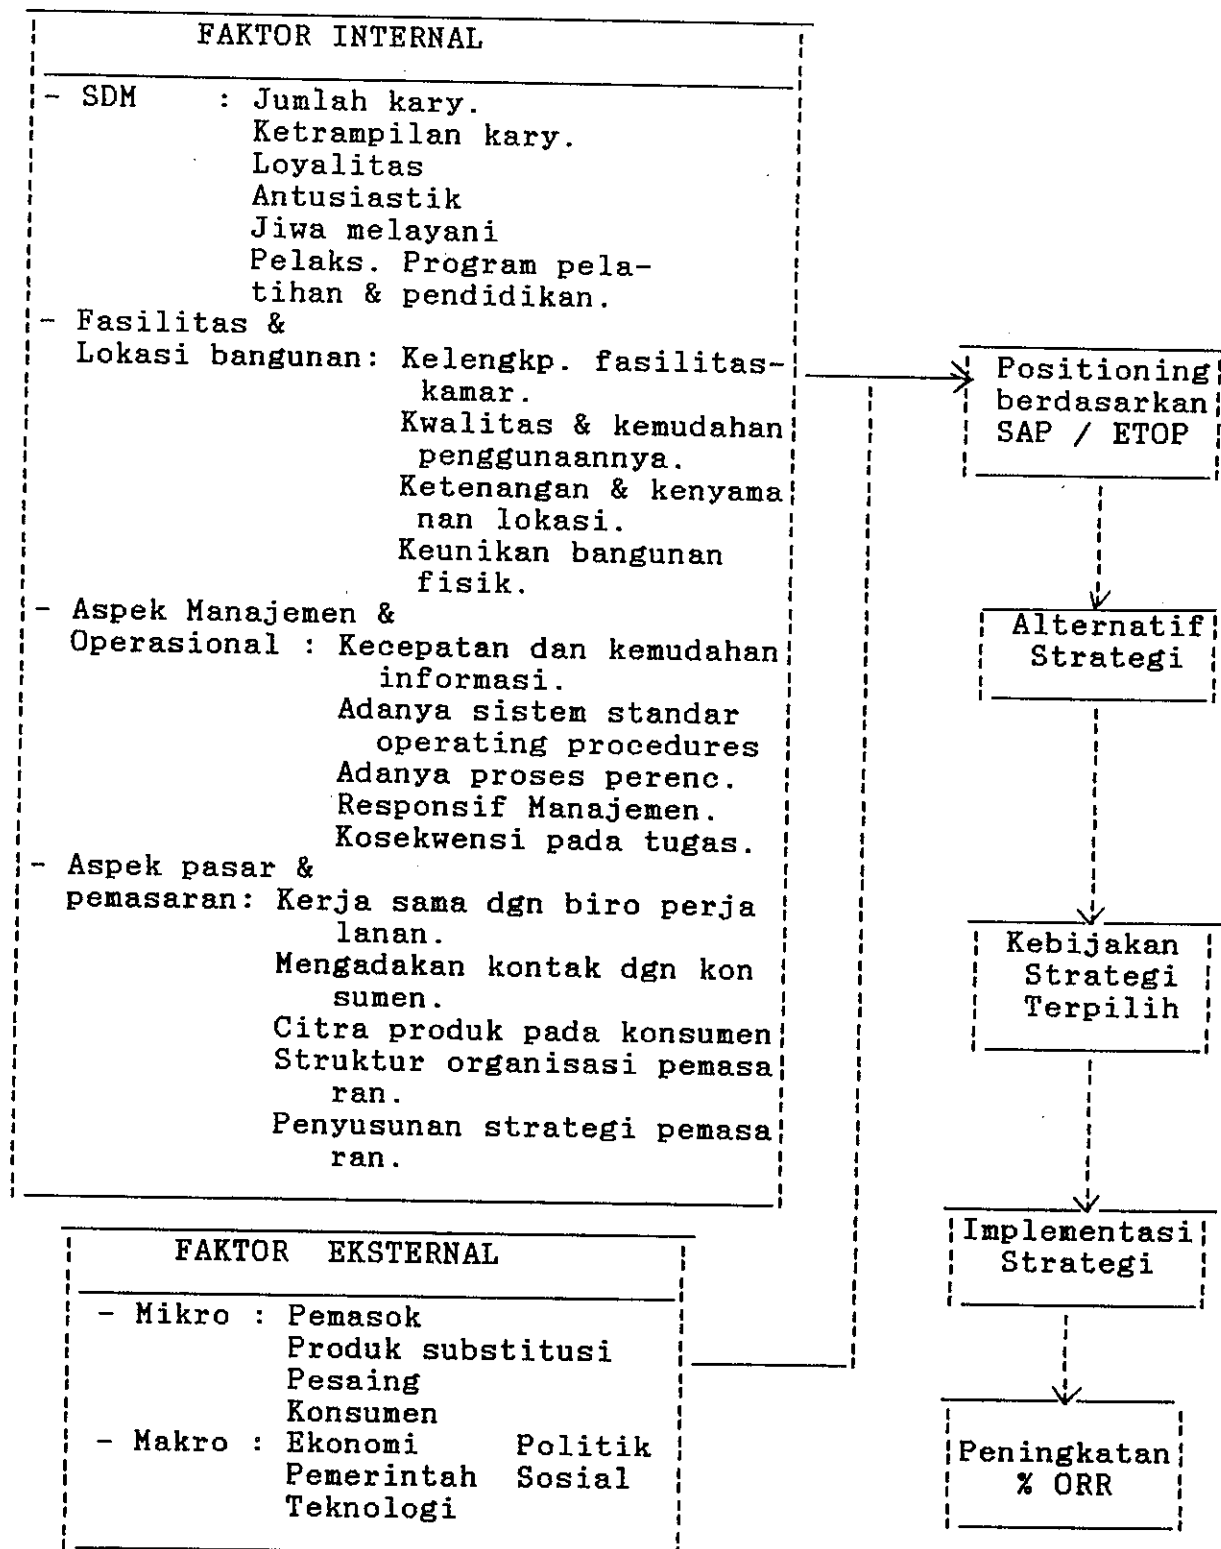 FAKTOR INTERNAL
- SDM : Jumlah kary.
Ketrampilan kary.
Loyalitas
Antusiastik
Jiwa melayani
Pelaks. Program pela-
tihan & pendidikan.
- Fasilitas &
Lokasi bangunan: Kelengkp. fasilitas-
kamar.
Kwalitas & kemudahan
penggunaannya.
Ketenangan & kenyama
nan lokasi.
Keunikan bangunan
fisik.
- Aspek Manajemen &
Operasional : Kecepatan dan kemudahan
informasi.
Adanya sistem standar
operating procedures
Adanya proses perenc.
Responsif Manajemen.
Kosekwensi pada tugas.
- Aspek pasar &
pemasaran: Kerja sama dgn biro perja
lanan.
Mengadakan kontak dgn kon
sumen.
Citra produk pada konsumen
Struktur organisasi pemasa
ran.
Penyusunan strategi pemasa
ran.
FAKTOR EKSTERNAL
- Mikro : Pemasok
Produk substitusi
Pesaing
Konsumen
- Makro : Ekonomi Politik
Pemerintah Sosial
Teknologi
Positioning
berdasarkan
SAP / ETOP
Alternatif
Strategi
Kebijakan
Strategi
Terpilih
Implementasi
Strategi
Peningkatan
% ORR